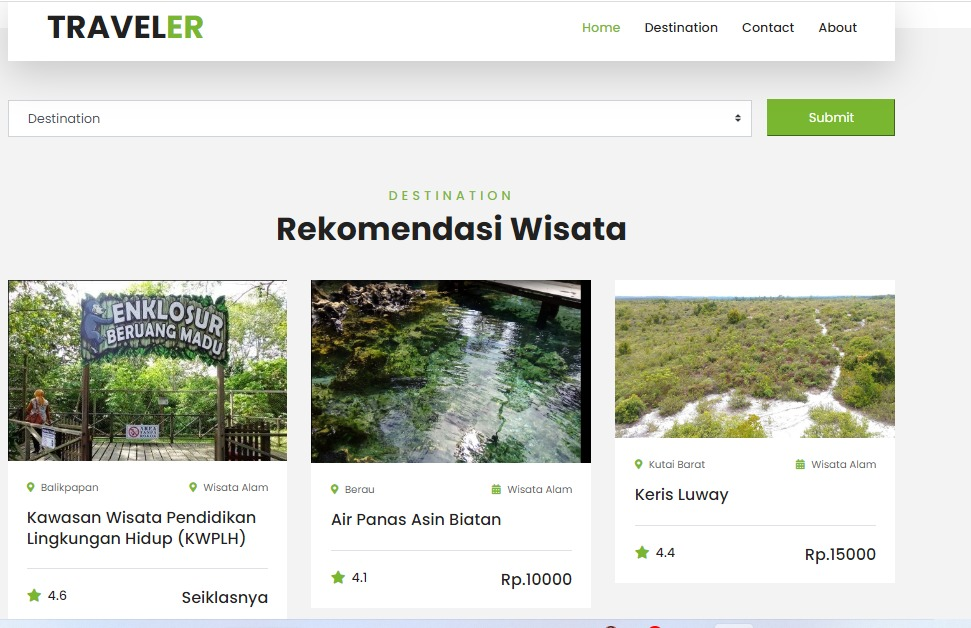 TRAVELER
Home Destination Contact About
Destination
Submit
DESTINATION
Rekomendasi Wisata
ENKLOSUR
BERUANG MADU
Balikpapan Wisata Alam
Kawasan Wisata Pendidikan
Lingkungan Hidup (KWPLH)
4.6 Seiklasnya
Berau Wisata Alam
Air Panas Asin Biatan
4.1 Rp.10000
Kutai Barat Wisata Alam
Keris Luway
4.4 Rp.15000